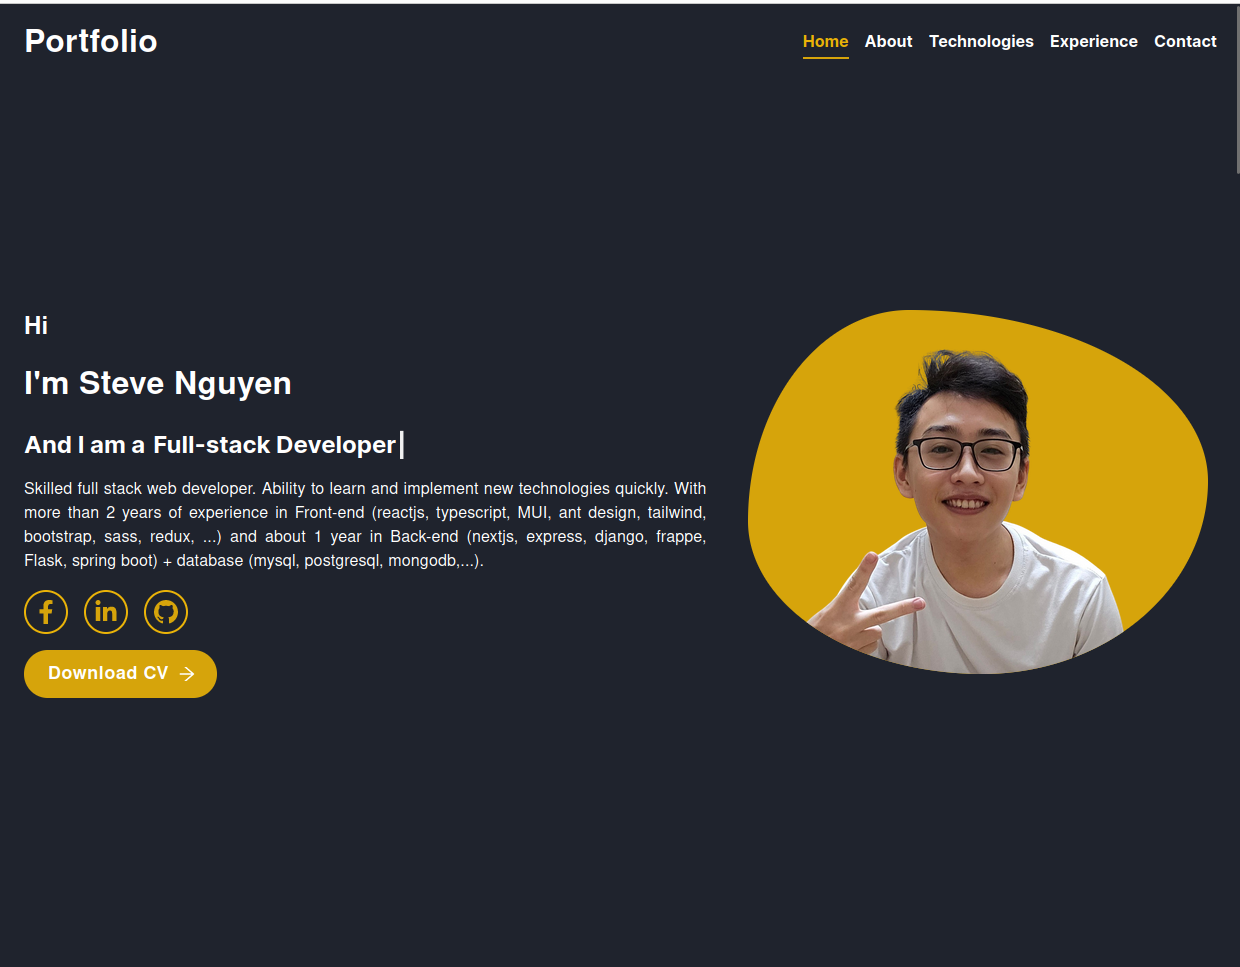 Portfolio
Home About Technologies Experience Contact
Hi
I'm Steve Nguyen
And I am a Full-stack Developer
Skilled full stack web developer. Ability to learn and implement new technologies quickly. With
more than 2 years of experience in Front-end (reactjs, typescript, MUI, ant design, tailwind,
bootstrap, sass, redux, ...) and about 1 year in Back-end (nextjs, express, django, frappe,
Flask, spring boot) + database (mysql, postgresql, mongodb,...).
Download CV